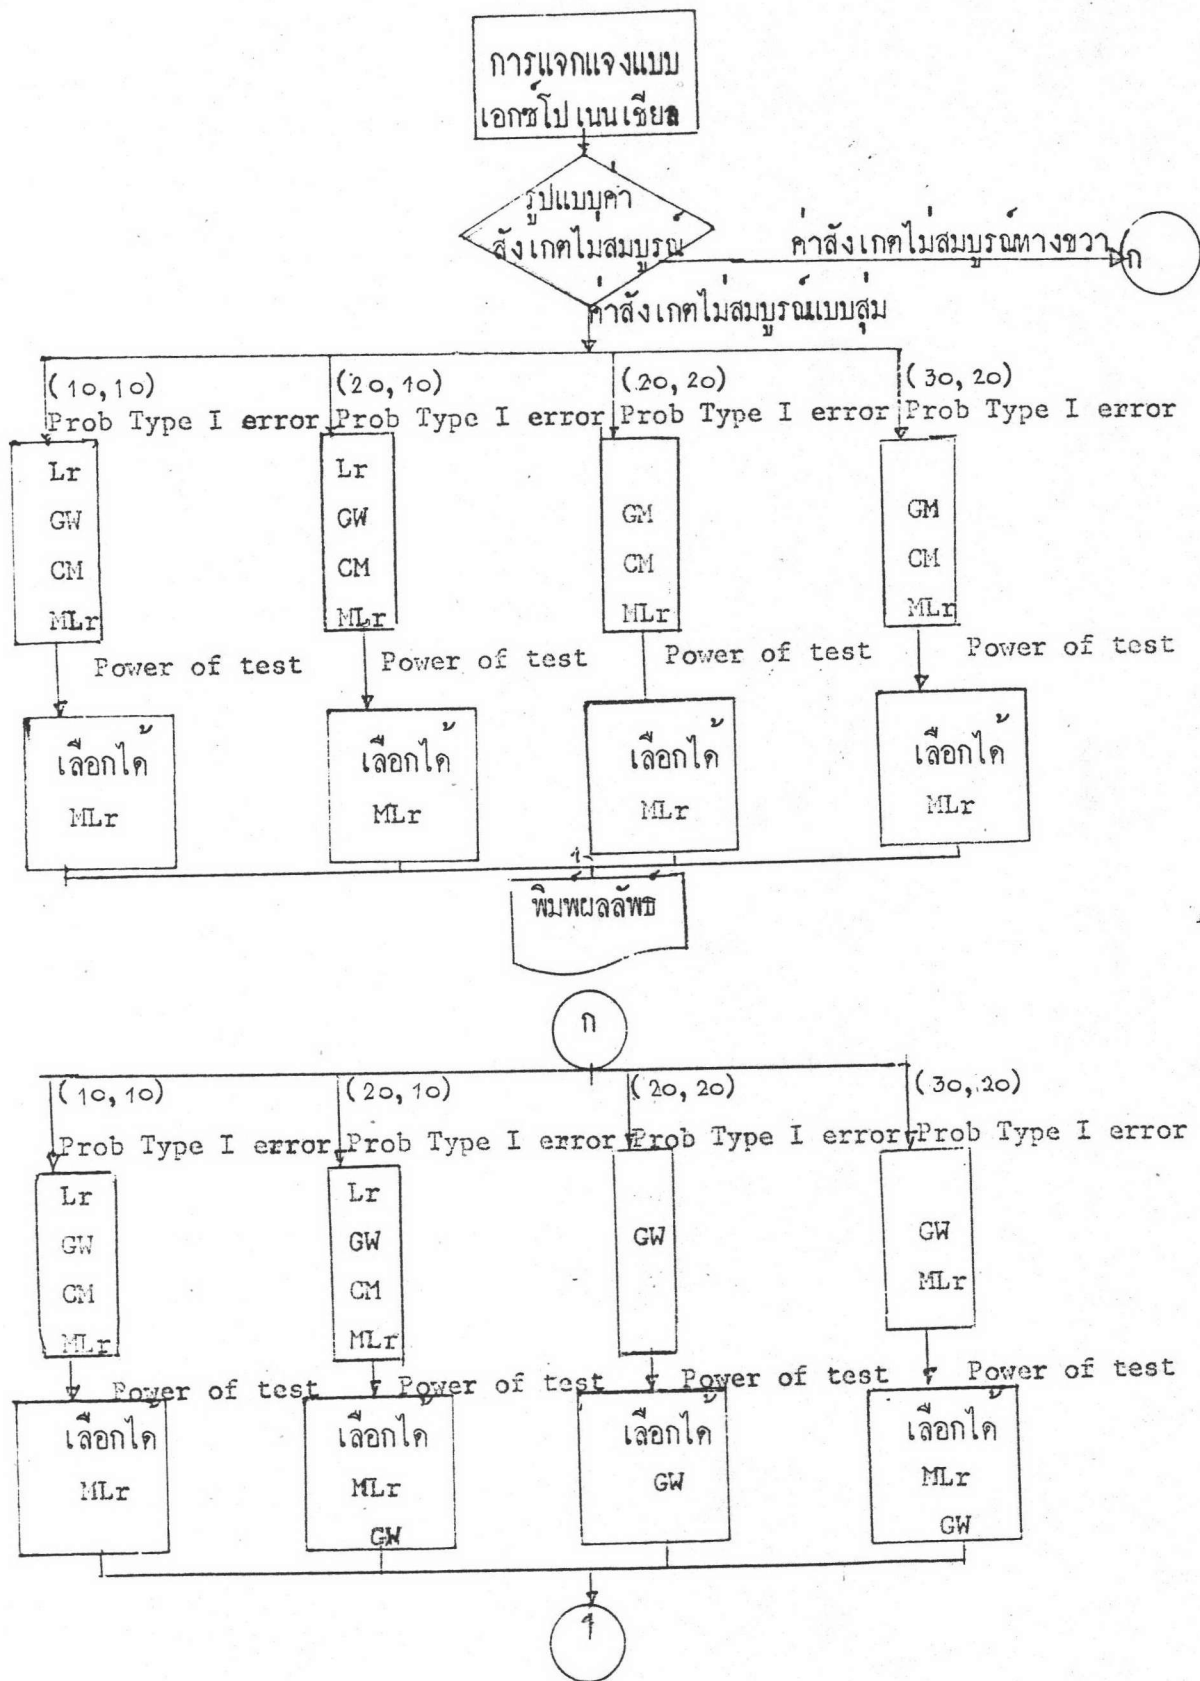 การแจกแจงแบบ
เอกซ์โปเนนเชียล
รูปแบบค่า
สังเกตไม่สมบูรณ์
ค่าสังเกตไม่สมบูรณ์ทางขวา
ก
ค่าสังเกตไม่สมบูรณ์แบบสุ่ม
(10,10) (20,10) (20,20) (30,20)
Prob Type I error Prob Type I error Prob Type I error Prob Type I error
Lr Lr
GW GW GM GM
CM CM CM CM
MLr MLr MLr MLr
Power of test Power of test Power of test Power of test
เลือกได้ เลือกได้ เลือกได้ เลือกได้
MLr MLr MLr MLr
1
พิมพ์ผลลัพธ์
ก
(10,10) (20,10) (20,20) (30,20)
Prob Type I error Prob Type I error Prob Type I error Prob Type I error
Lr Lr
GW GW GW GW
CM CM MLr
MLr MLr
Power of test Power of test Power of test Power of test
เลือกได้ เลือกได้ เลือกได้ เลือกได้
MLr MLr GW MLr
GW GW
1